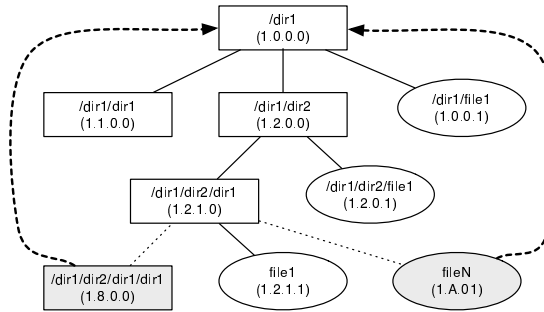 /dir1
(1.0.0.0)
/dir1/dir1
(1.1.0.0)
/dir1/dir2
(1.2.0.0)
/dir1/file1
(1.0.0.1)
/dir1/dir2/dir1
(1.2.1.0)
/dir1/dir2/file1
(1.2.0.1)
/dir1/dir2/dir1/dir1
(1.8.0.0)
file1
(1.2.1.1)
fileN
(1.A.01)